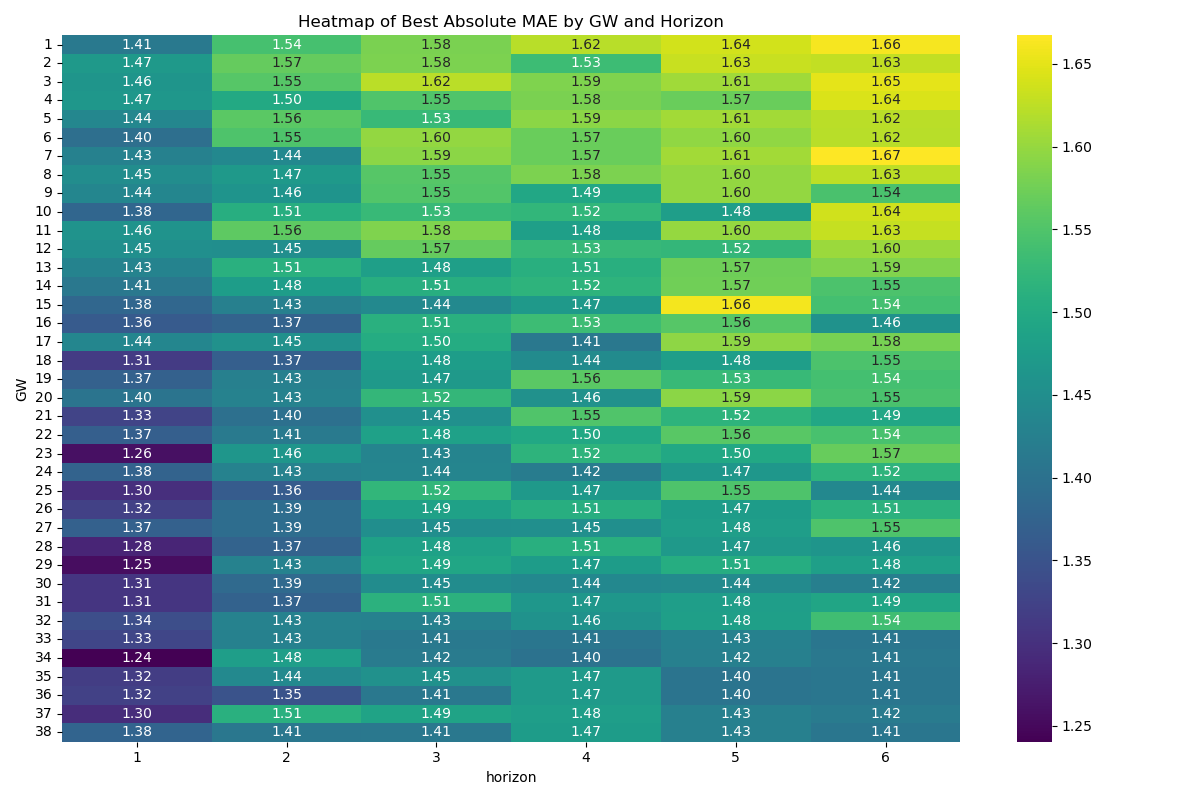 Heatmap of Best Absolute MAE by GW and Horizon
1 1.41 1.54 1.58 1.62 1.64 1.66
2 1.47 1.57 1.58 1.53 1.63 1.63
3 1.46 1.55 1.62 1.59 1.61 1.65
4 1.47 1.50 1.55 1.58 1.57 1.64
5 1.44 1.56 1.53 1.59 1.61 1.62
6 1.40 1.55 1.60 1.57 1.60 1.62
7 1.43 1.44 1.59 1.57 1.61 1.67
8 1.45 1.47 1.55 1.58 1.60 1.63
9 1.44 1.46 1.55 1.49 1.60 1.54
10 1.38 1.51 1.53 1.52 1.48 1.64
11 1.46 1.56 1.58 1.48 1.60 1.63
12 1.45 1.45 1.57 1.53 1.52 1.60
13 1.43 1.51 1.48 1.51 1.57 1.59
14 1.41 1.48 1.51 1.52 1.57 1.55
15 1.38 1.43 1.44 1.47 1.66 1.54
16 1.36 1.37 1.51 1.53 1.56 1.46
17 1.44 1.45 1.50 1.41 1.59 1.58
18 1.31 1.37 1.48 1.44 1.48 1.55
19 1.37 1.43 1.47 1.56 1.53 1.54
20 1.40 1.43 1.52 1.46 1.59 1.55
21 1.33 1.40 1.45 1.55 1.52 1.49
22 1.37 1.41 1.48 1.50 1.56 1.54
23 1.26 1.46 1.43 1.52 1.50 1.57
24 1.38 1.43 1.44 1.42 1.47 1.52
25 1.30 1.36 1.52 1.47 1.55 1.44
26 1.32 1.39 1.49 1.51 1.47 1.51
27 1.37 1.39 1.45 1.45 1.48 1.55
28 1.28 1.37 1.48 1.51 1.47 1.46
29 1.25 1.43 1.49 1.47 1.51 1.48
30 1.31 1.39 1.45 1.44 1.44 1.42
31 1.31 1.37 1.51 1.47 1.48 1.49
32 1.34 1.43 1.43 1.46 1.48 1.54
33 1.33 1.43 1.41 1.41 1.43 1.41
34 1.24 1.48 1.42 1.40 1.42 1.41
35 1.32 1.44 1.45 1.47 1.40 1.41
36 1.32 1.35 1.41 1.47 1.40 1.41
37 1.30 1.51 1.49 1.48 1.43 1.42
38 1.38 1.41 1.41 1.47 1.43 1.41
GW
1 2 3 4 5 6
horizon
1.65
1.60
1.55
1.50
1.45
1.40
1.35
1.30
1.25